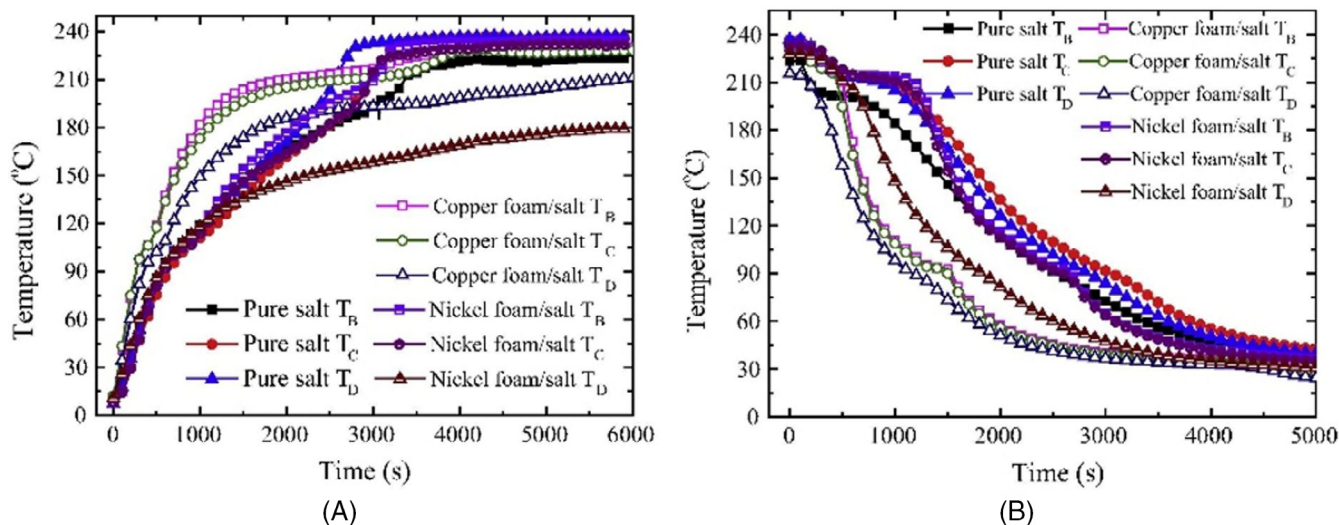 Temperature (°C)
240
210
180
150
120
90
60
30
0
Copper foam/salt T_B
Copper foam/salt T_C
Copper foam/salt T_D
Pure salt T_B
Nickel foam/salt T_B
Pure salt T_C
Nickel foam/salt T_C
Pure salt T_D
Nickel foam/salt T_D
0 1000 2000 3000 4000 5000 6000
Time (s)
(A)
Temperature (°C)
240
210
180
150
120
90
60
30
0
Pure salt T_B
Copper foam/salt T_B
Pure salt T_C
Copper foam/salt T_C
Pure salt T_D
Copper foam/salt T_D
Nickel foam/salt T_B
Nickel foam/salt T_C
Nickel foam/salt T_D
0 1000 2000 3000 4000 5000
Time (s)
(B)